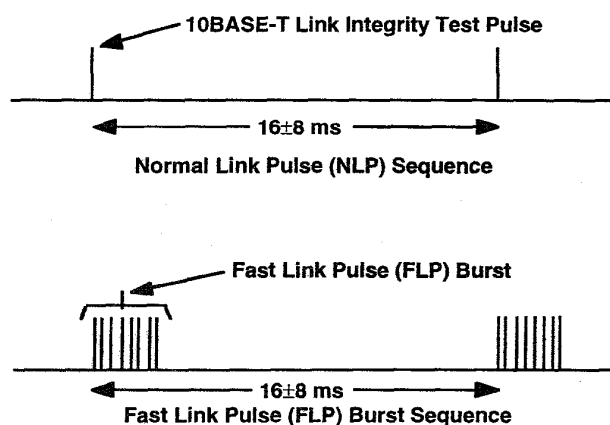 10BASE-T Link Integrity Test Pulse
16±8 ms
Normal Link Pulse (NLP) Sequence
Fast Link Pulse (FLP) Burst
16±8 ms
Fast Link Pulse (FLP) Burst Sequence